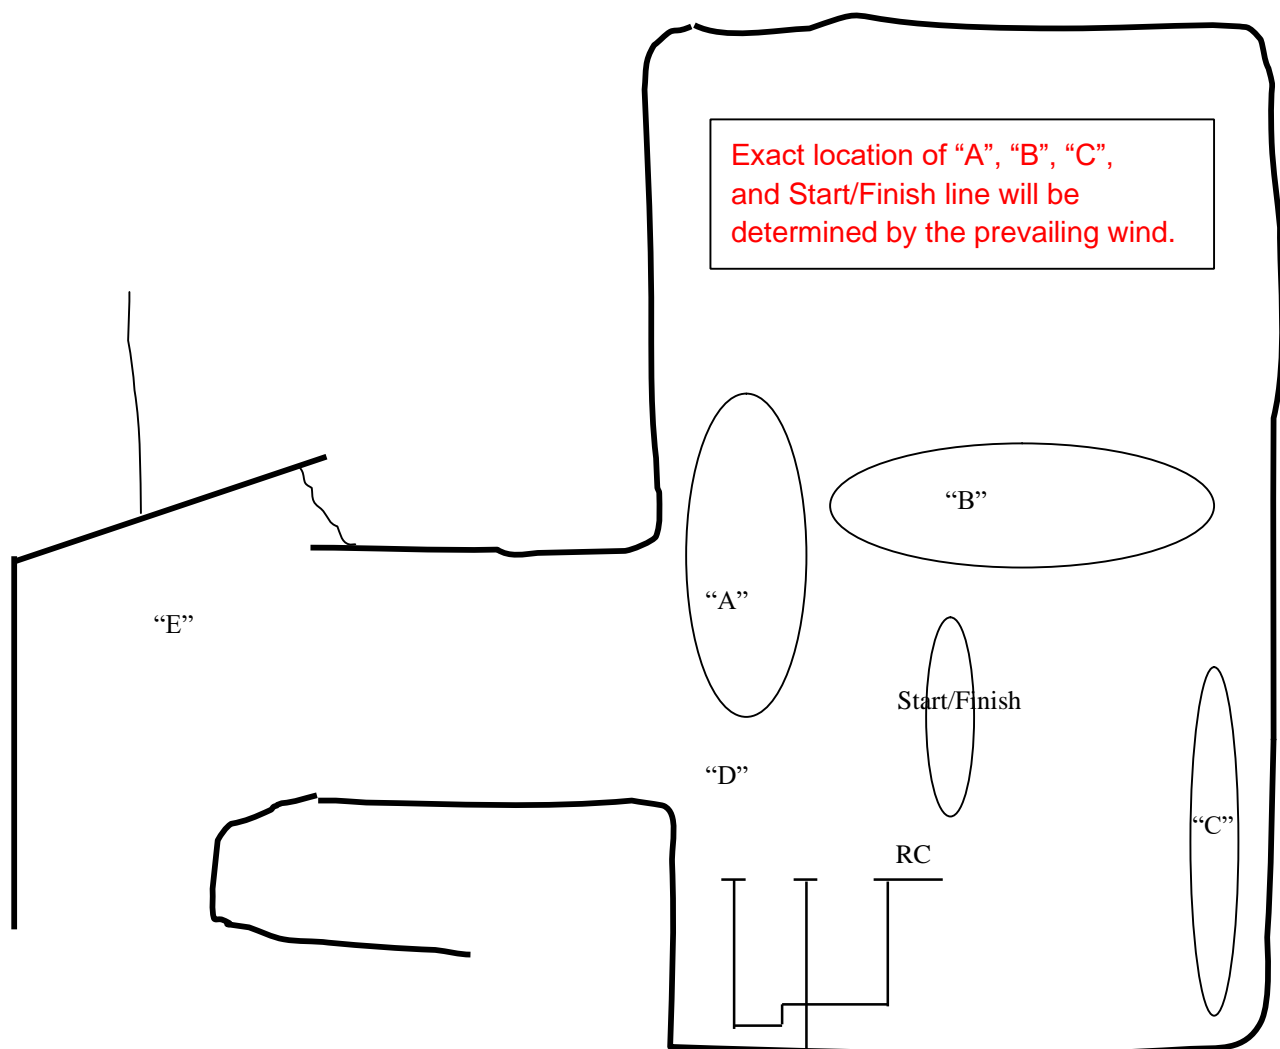 Exact location of “A”, “B”, “C”,
and Start/Finish line will be
determined by the prevailing wind.
“B”
“A”
“E”
Start/Finish
“D”
“C”
RC